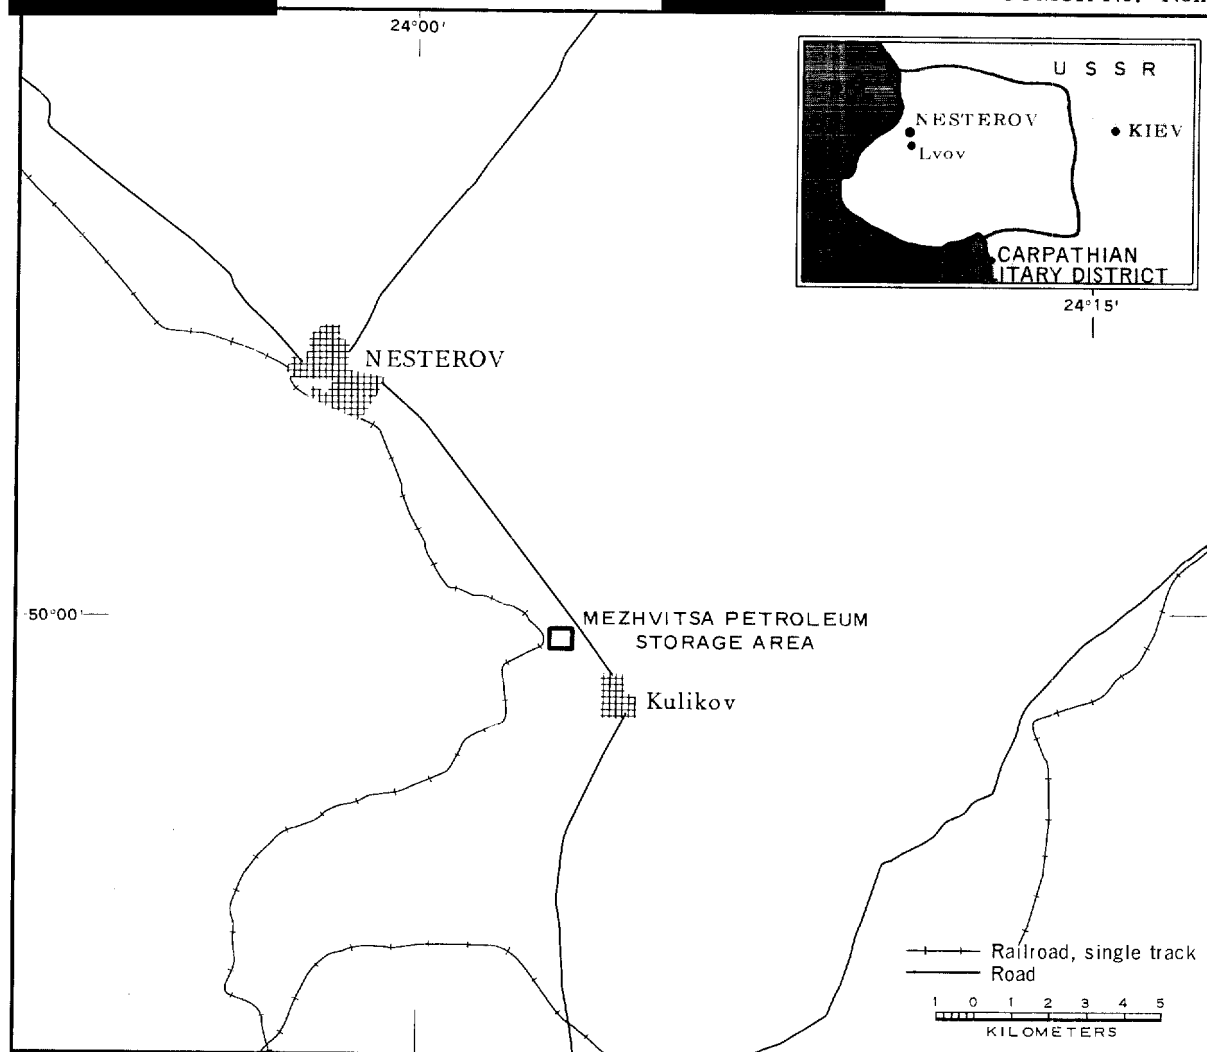 24°00'
U S S R
NESTEROV
KIEV
Lvov
CARPATHIAN
ITARY DISTRICT
24°15'
NESTEROV
50°00'
MEZHVITSA PETROLEUM
STORAGE AREA
Kulikov
Railroad, single track
Road
1 0 1 2 3 4 5
KILOMETERS